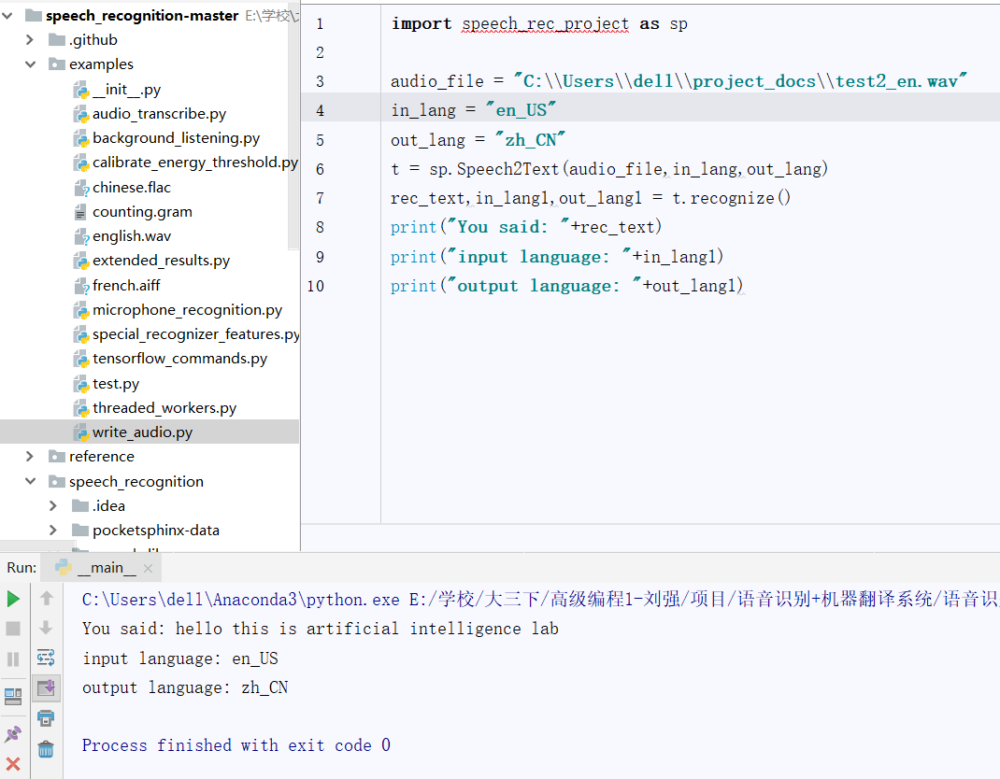 speech_recognition-master E:\学校\
.github
examples
__init__.py
audio_transcribe.py
background_listening.py
calibrate_energy_threshold.py
chinese.flac
counting.gram
english.wav
extended_results.py
french.aiff
microphone_recognition.py
special_recognizer_features.py
tensorflow_commands.py
test.py
threaded_workers.py
write_audio.py
reference
speech_recognition
.idea
pocketsphinx-data
1 import speech_rec_project as sp
2
3 audio_file = "C:\\Users\\dell\\project_docs\\test2_en.wav"
4 in_lang = "en_US"
5 out_lang = "zh_CN"
6 t = sp.Speech2Text(audio_file,in_lang,out_lang)
7 rec_text,in_lang1,out_lang1 = t.recognize()
8 print("You said: "+rec_text)
9 print("input language: "+in_lang1)
10 print("output language: "+out_lang1)
Run: __main__
C:\Users\dell\Anaconda3\python.exe E:/学校/大三下/高级编程1-刘强/项目/语音识别+机器翻译系统/语音识
You said: hello this is artificial intelligence lab
input language: en_US
output language: zh_CN
Process finished with exit code 0